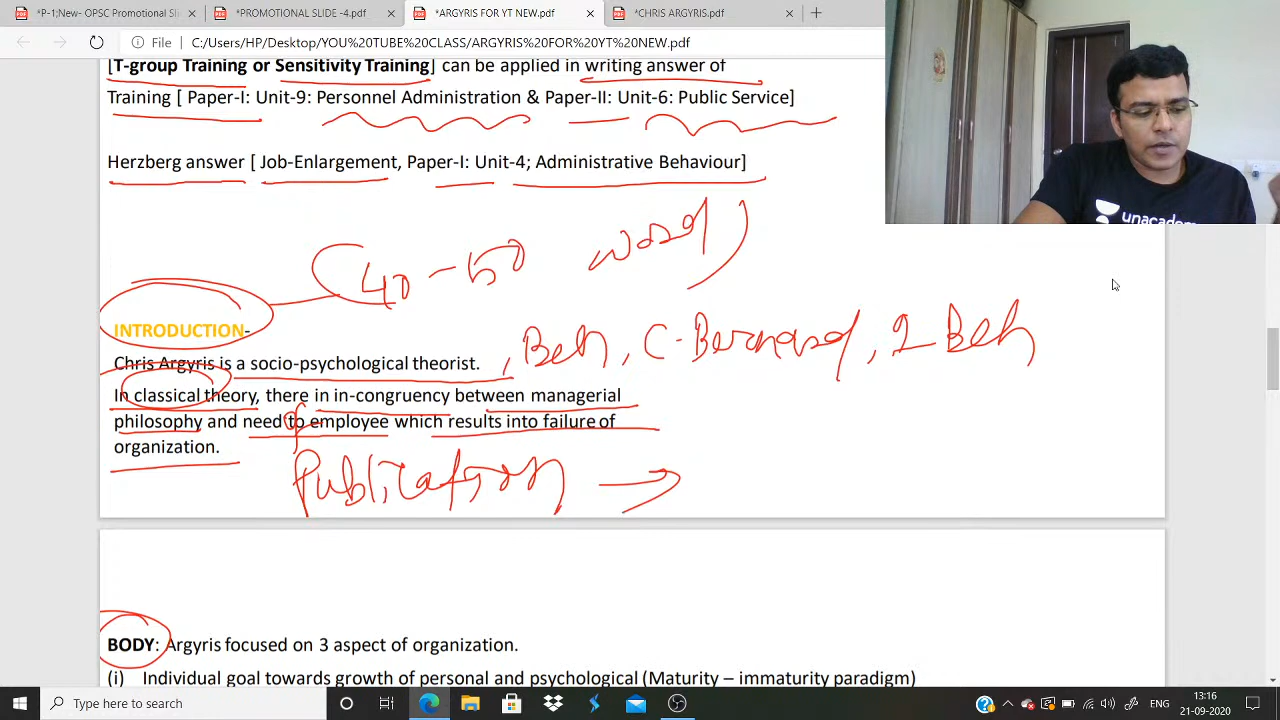 *P-1;New- OPSC Promotional Sli
*PROMOTIONAL SLIDE -4.pdf
*ARGYRIS FOR YT NEW.pdf
*CHRIS ARGYRIS.pdf
File C:/Users/HP/Desktop/YOU%20TUBE%20CLASS/ARGYRIS%20FOR%20YT%20NEW.pdf
[T-group Training or Sensitivity Training] can be applied in writing answer of
Training [ Paper-I: Unit-9: Personnel Administration & Paper-II: Unit-6: Public Service]
Herzberg answer [ Job-Enlargement, Paper-I: Unit-4; Administrative Behaviour]
unacadem
(40-50 word)
INTRODUCTION-
, Beh, C. Bernard, 2 Beh
Chris Argyris is a socio-psychological theorist.
In classical theory, there in in-congruency between managerial
of
philosophy and need to employee which results into failure of
organization.
Publication →
BODY: Argyris focused on 3 aspect of organization.
(i) Individual goal towards growth of personal and psychological (Maturity – immaturity paradigm)
Type here to search
ENG
13:16
21-09-2020